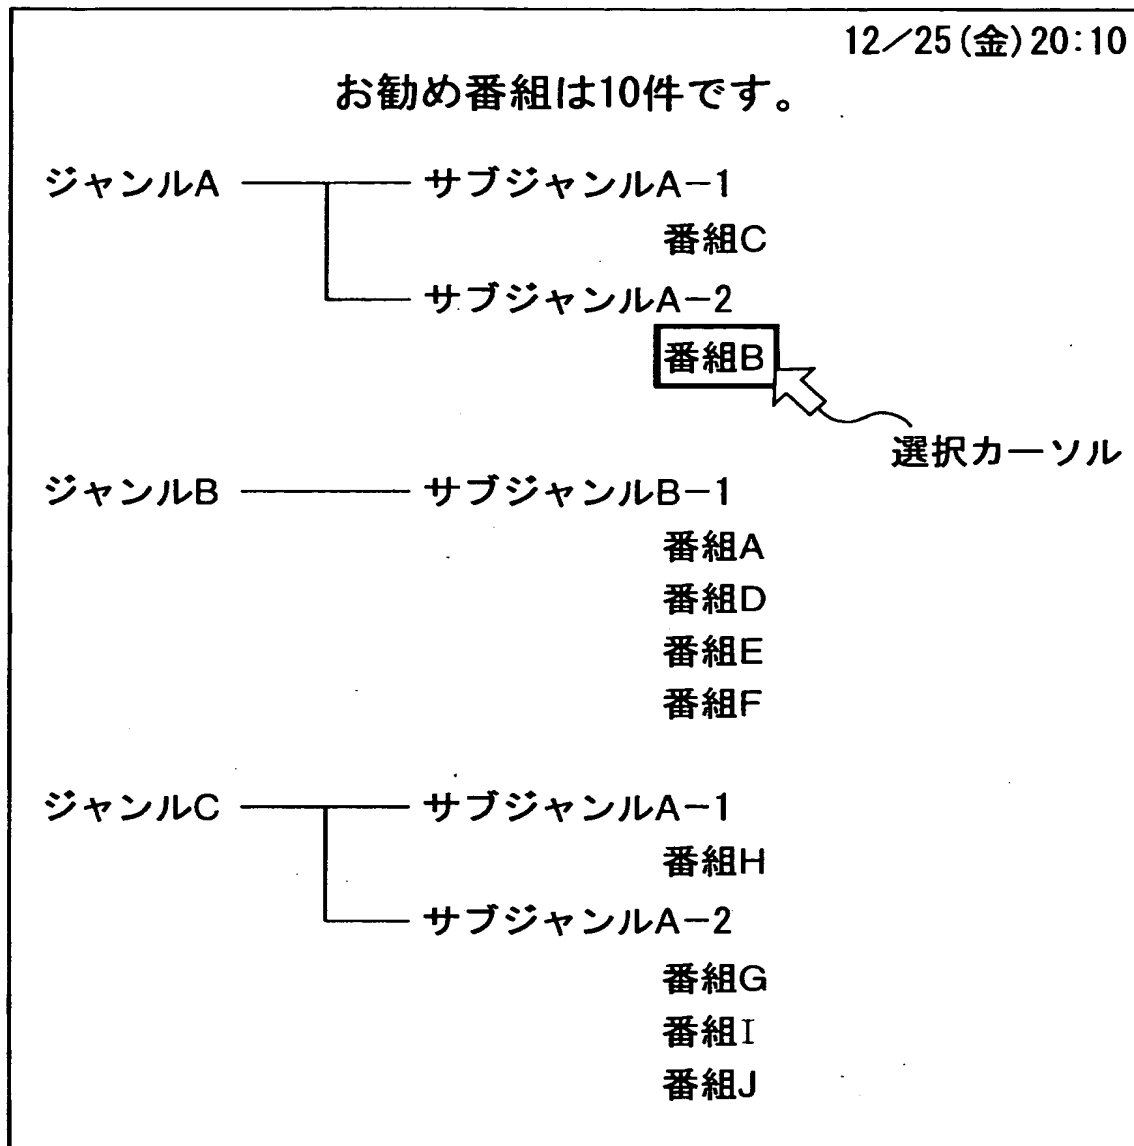 12／25(金)20:10
お勧め番組は10件です。
ジャンルA サブジャンルA−1
番組C
サブジャンルA−2
番組B
選択カーソル
ジャンルB サブジャンルB−1
番組A
番組D
番組E
番組F
ジャンルC サブジャンルA−1
番組H
サブジャンルA−2
番組G
番組I
番組J